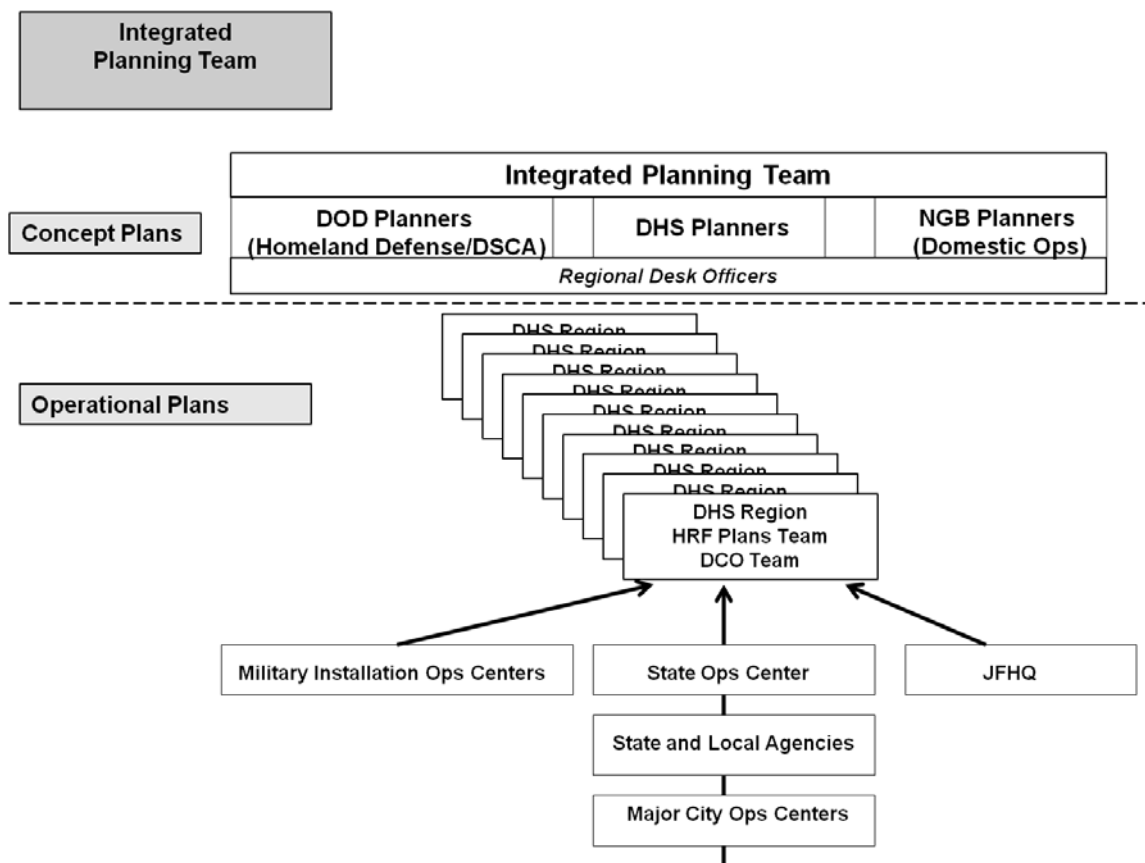 Integrated
Planning Team
Integrated Planning Team
Concept Plans
DOD Planners
(Homeland Defense/DSCA)
DHS Planners
NGB Planners
(Domestic Ops)
Regional Desk Officers
Operational Plans
DHS Region
DHS Region
DHS Region
DHS Region
DHS Region
DHS Region
DHS Region
DHS Region
DHS Region
DHS Region
HRF Plans Team
DCO Team
Military Installation Ops Centers
State Ops Center
JFHQ
State and Local Agencies
Major City Ops Centers